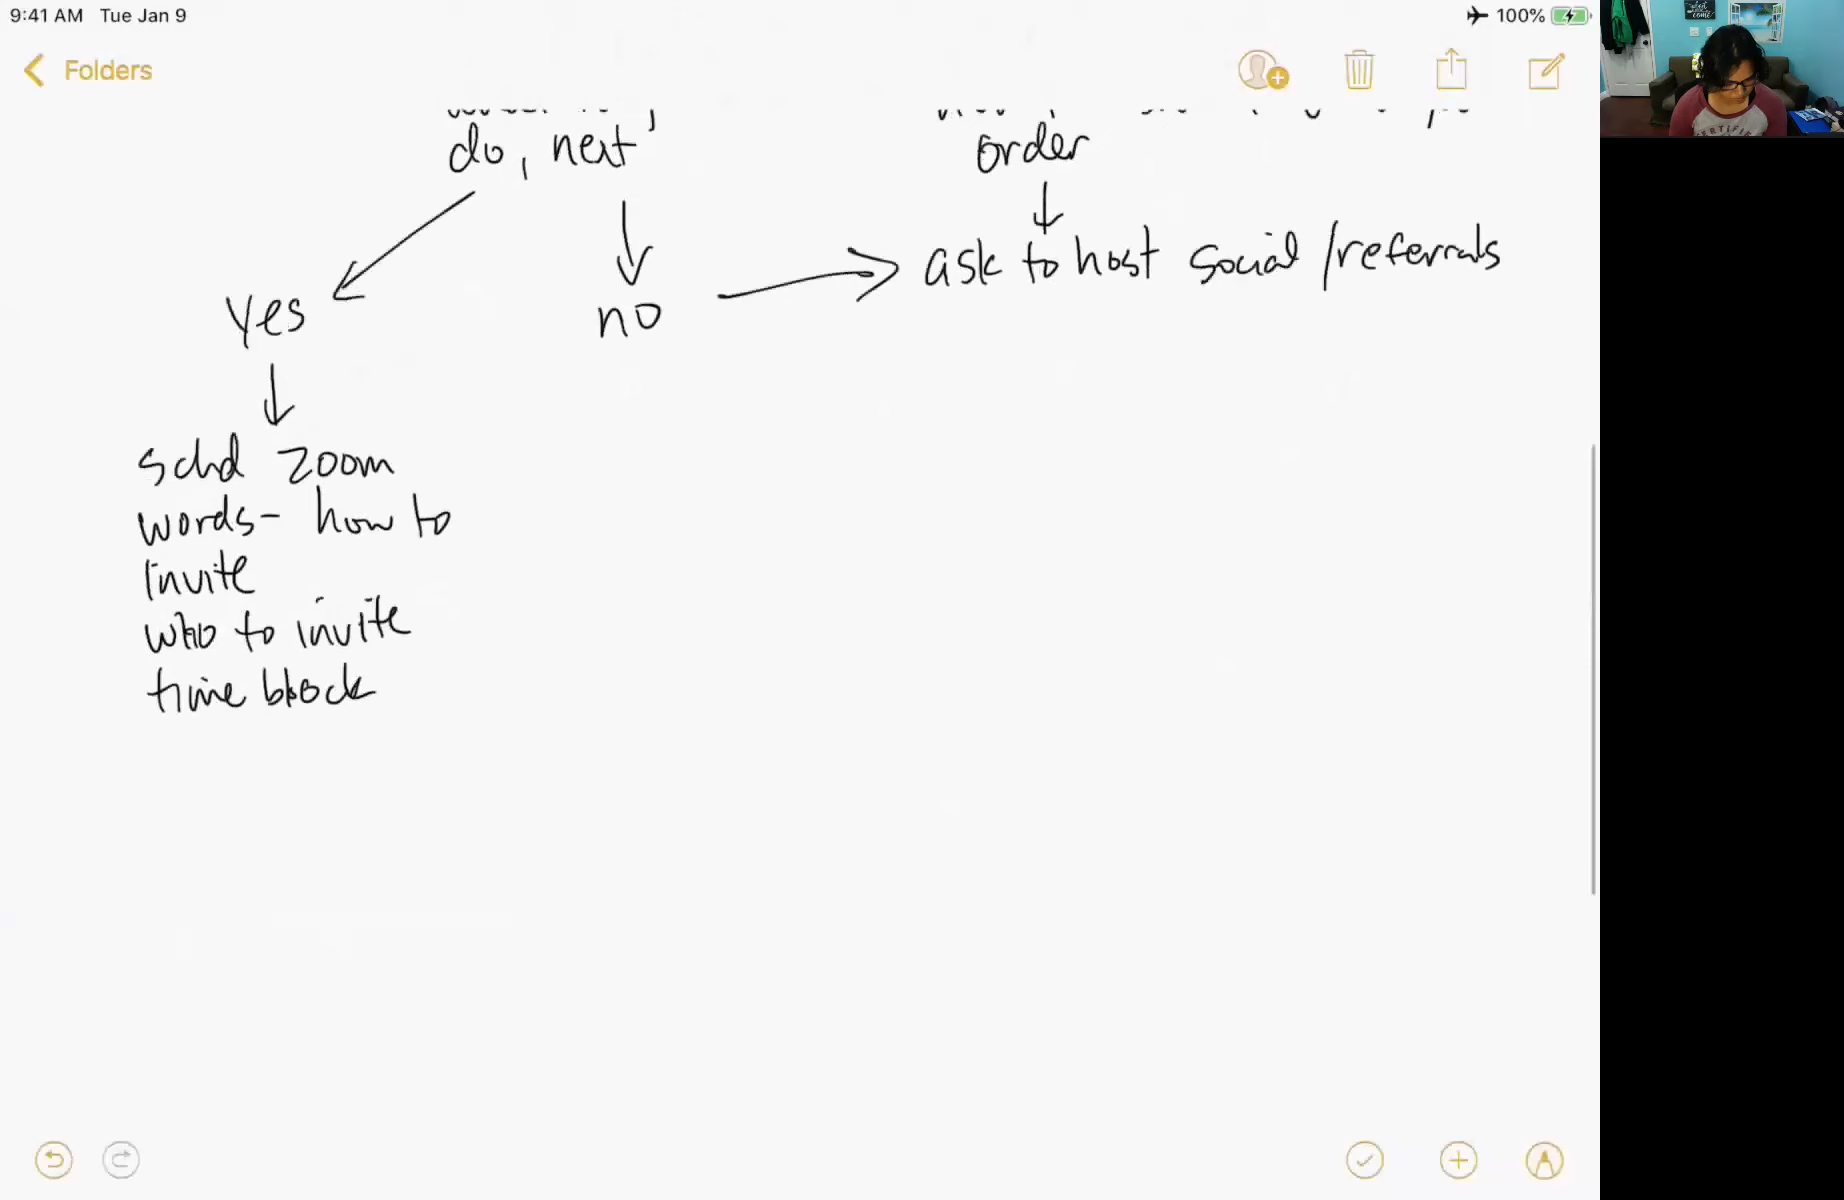 9:41 AM Tue Jan 9
100%
Folders
do, next
order
ask to host social /referrals
yes
no
schd zoom
words- how to
invite
who to invite
time block